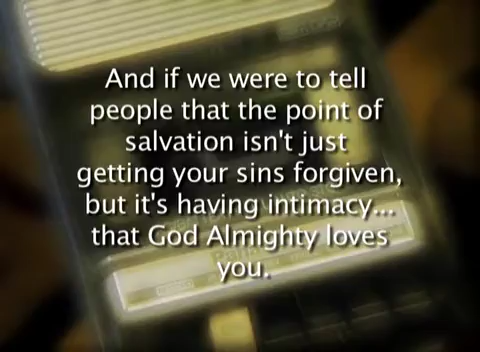 And if we were to tell
people that the point of
salvation isn't just
getting your sins forgiven,
but it's having intimacy...
that God Almighty loves
you.